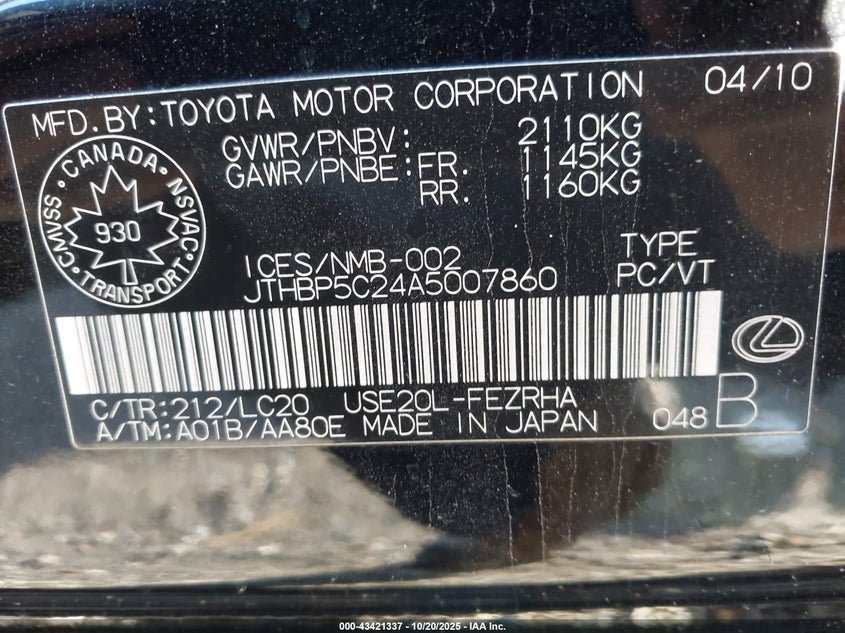 MFD.BY:TOYOTA MOTOR CORPORATION 04/10
GVWR/PNBV: 2110KG
GAWR/PNBE:FR. 1145KG
RR. 1160KG
CMVSS · CANADA · NSVAC · TRANSPORT ·
930
ICES/NMB-002
JTHBP5C24A5007860
TYPE
PC/VT
C/TR:212/LC20 USE20L-FEZRHA
A/TM:A01B/AA80E MADE IN JAPAN
048 B
000-43421337 - 10/20/2025 - IAA Inc.